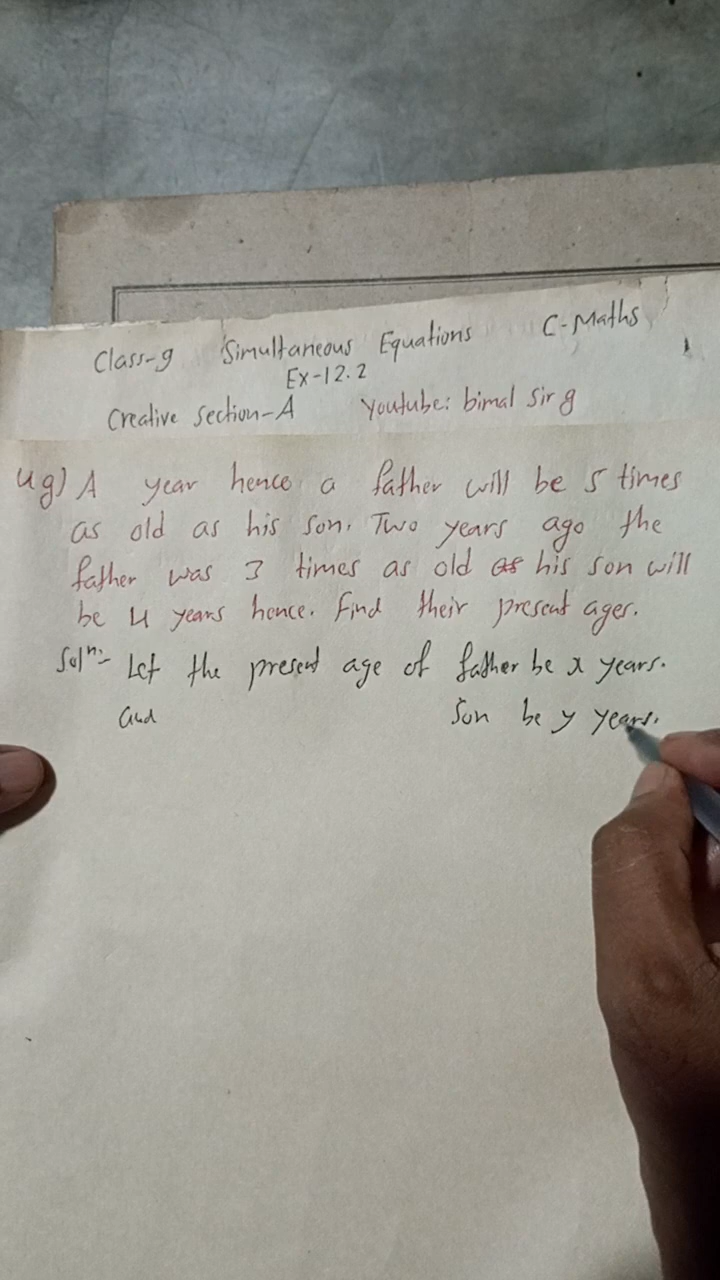 Class-9 Simultaneous Equations C-Maths
Ex-12.2
Creative section-A Youtube: bimal sir 9
4g) A year hence a father will be 5 times
as old as his son. Two years ago the
father was 3 times as old as his son will
be 4 years hence. Find their present ages.
Solⁿ:- Let the present age of father be x years.
and son be y years.